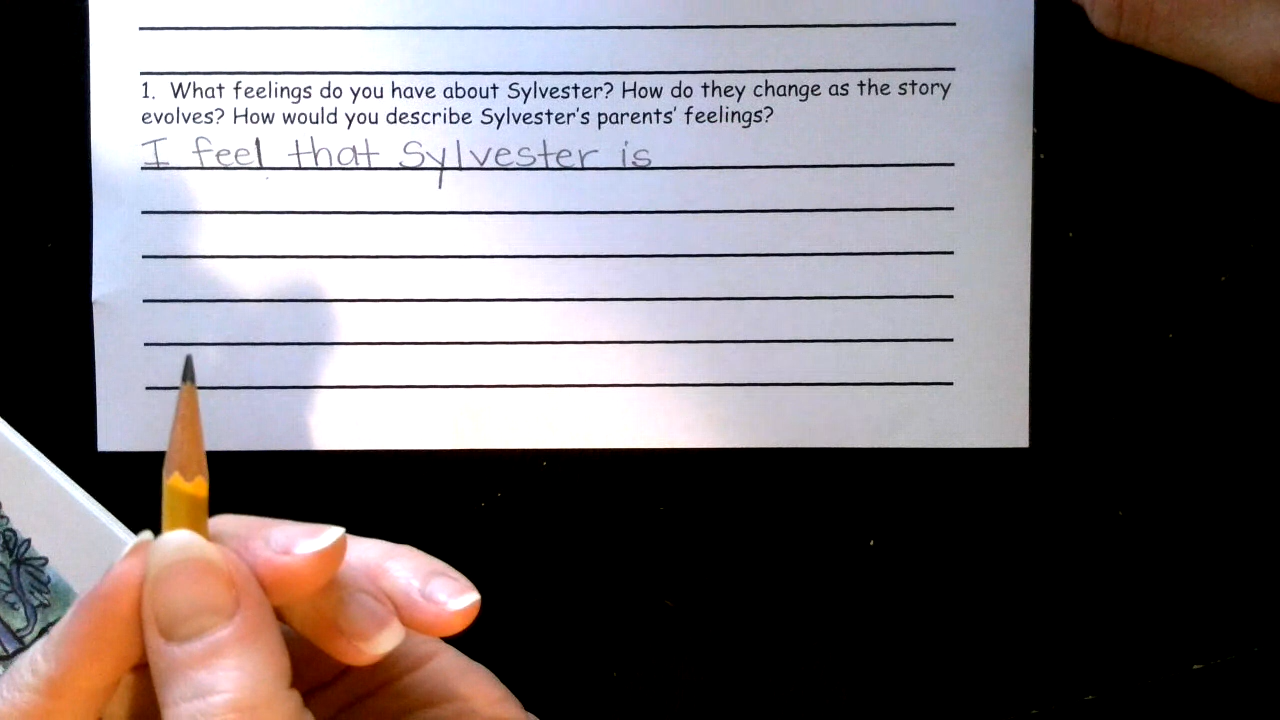 1. What feelings do you have about Sylvester? How do they change as the story
evolves? How would you describe Sylvester's parents' feelings?
I feel that Sylvester is